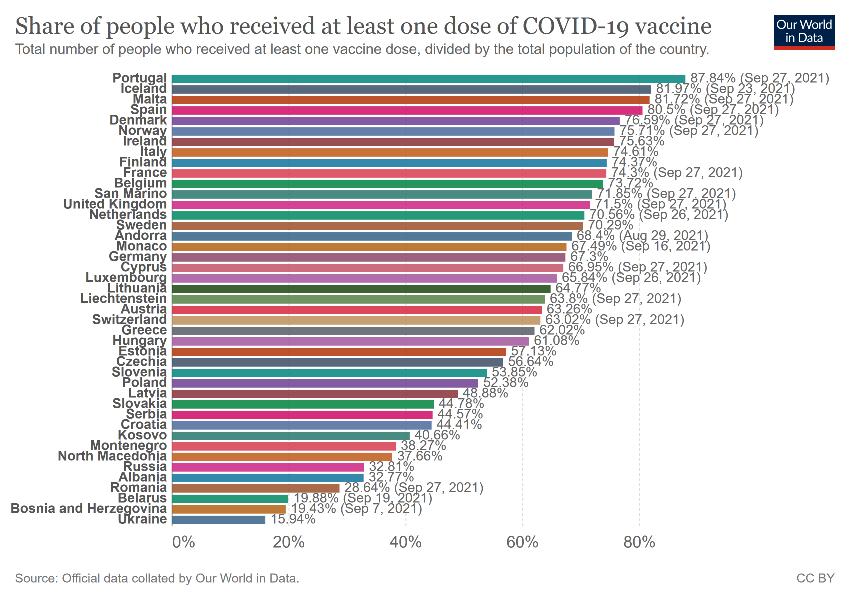 Share of people who received at least one dose of COVID-19 vaccine
Total number of people who received at least one vaccine dose, divided by the total population of the country.
Our World
in Data
Portugal 87.84% (Sep 27, 2021)
Iceland 81.97% (Sep 23, 2021)
Malta 81.72% (Sep 27, 2021)
Spain 80.5% (Sep 27, 2021)
Denmark 76.59% (Sep 27, 2021)
Norway 75.71% (Sep 27, 2021)
Ireland 75.63%
Italy 74.61%
Finland 74.37%
France 74.3% (Sep 27, 2021)
Belgium 73.72%
San Marino 71.85% (Sep 27, 2021)
United Kingdom 71.5% (Sep 27, 2021)
Netherlands 70.56% (Sep 26, 2021)
Sweden 70.29%
Andorra 68.4% (Aug 29, 2021)
Monaco 67.49% (Sep 16, 2021)
Germany 67.3%
Cyprus 66.95% (Sep 27, 2021)
Luxembourg 65.84% (Sep 26, 2021)
Lithuania 64.77%
Liechtenstein 63.8% (Sep 27, 2021)
Austria 63.26%
Switzerland 63.02% (Sep 27, 2021)
Greece 62.02%
Hungary 61.08%
Estonia 57.13%
Czechia 56.64%
Slovenia 53.85%
Poland 52.38%
Latvia 48.88%
Slovakia 44.78%
Serbia 44.57%
Croatia 44.41%
Kosovo 40.66%
Montenegro 38.27%
North Macedonia 37.66%
Russia 32.81%
Albania 32.77%
Romania 28.64% (Sep 27, 2021)
Belarus 19.88% (Sep 19, 2021)
Bosnia and Herzegovina 19.43% (Sep 7, 2021)
Ukraine 15.94%
0% 20% 40% 60% 80%
Source: Official data collated by Our World in Data.
CC BY